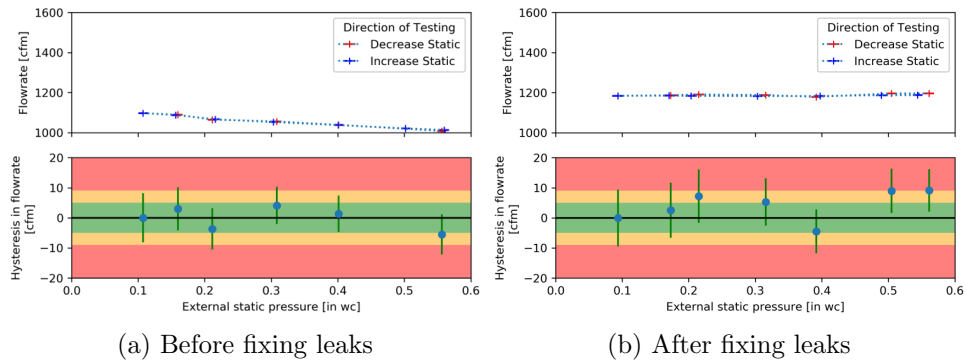 1600
1400
1200
1000
Flowrate [cfm]
Direction of Testing
Decrease Static
Increase Static
20
10
0
−10
−20
Hysteresis in flowrate
[cfm]
0.0 0.1 0.2 0.3 0.4 0.5 0.6
External static pressure [in wc]
(a) Before fixing leaks
1600
1400
1200
1000
Flowrate [cfm]
Direction of Testing
Decrease Static
Increase Static
20
10
0
−10
−20
Hysteresis in flowrate
[cfm]
0.0 0.1 0.2 0.3 0.4 0.5 0.6
External static pressure [in wc]
(b) After fixing leaks